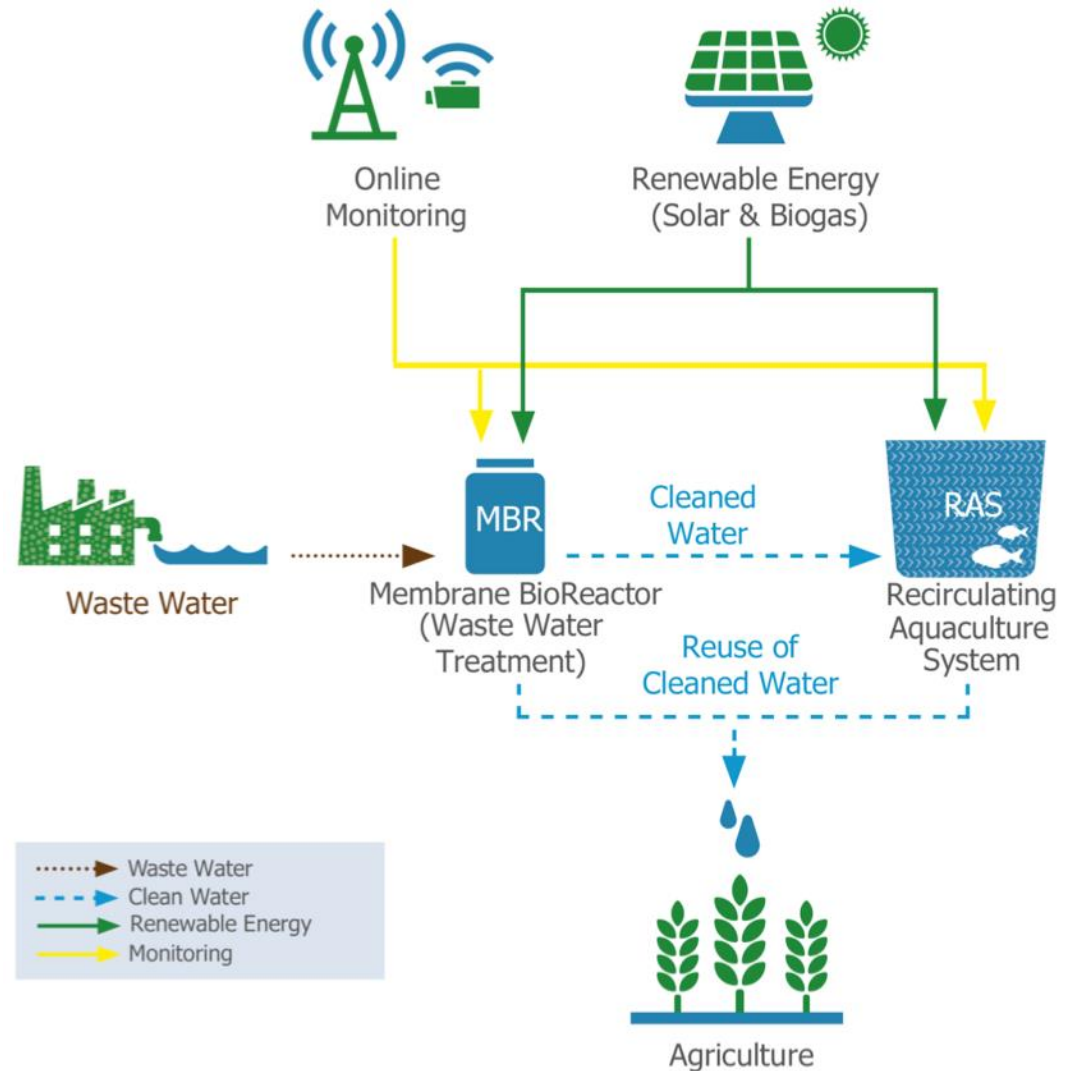 Online
Monitoring
Renewable Energy
(Solar & Biogas)
MBR
Cleaned
Water
RAS
Waste Water
Membrane BioReactor
(Waste Water
Treatment)
Recirculating
Aquaculture
System
Reuse of
Cleaned Water
Waste Water
Clean Water
Renewable Energy
Monitoring
Agriculture